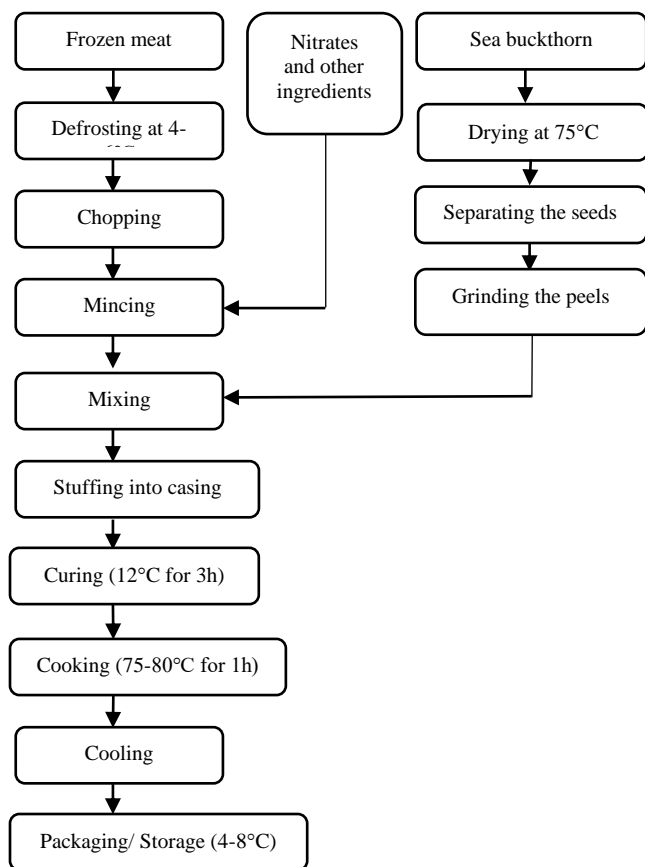 Frozen meat
Defrosting at 4-
Chopping
Mincing
Mixing
Stuffing into casing
Curing (12°C for 3h)
Cooking (75-80°C for 1h)
Cooling
Packaging/ Storage (4-8°C)
Nitrates
and other
ingredients
Sea buckthorn
Drying at 75°C
Separating the seeds
Grinding the peels